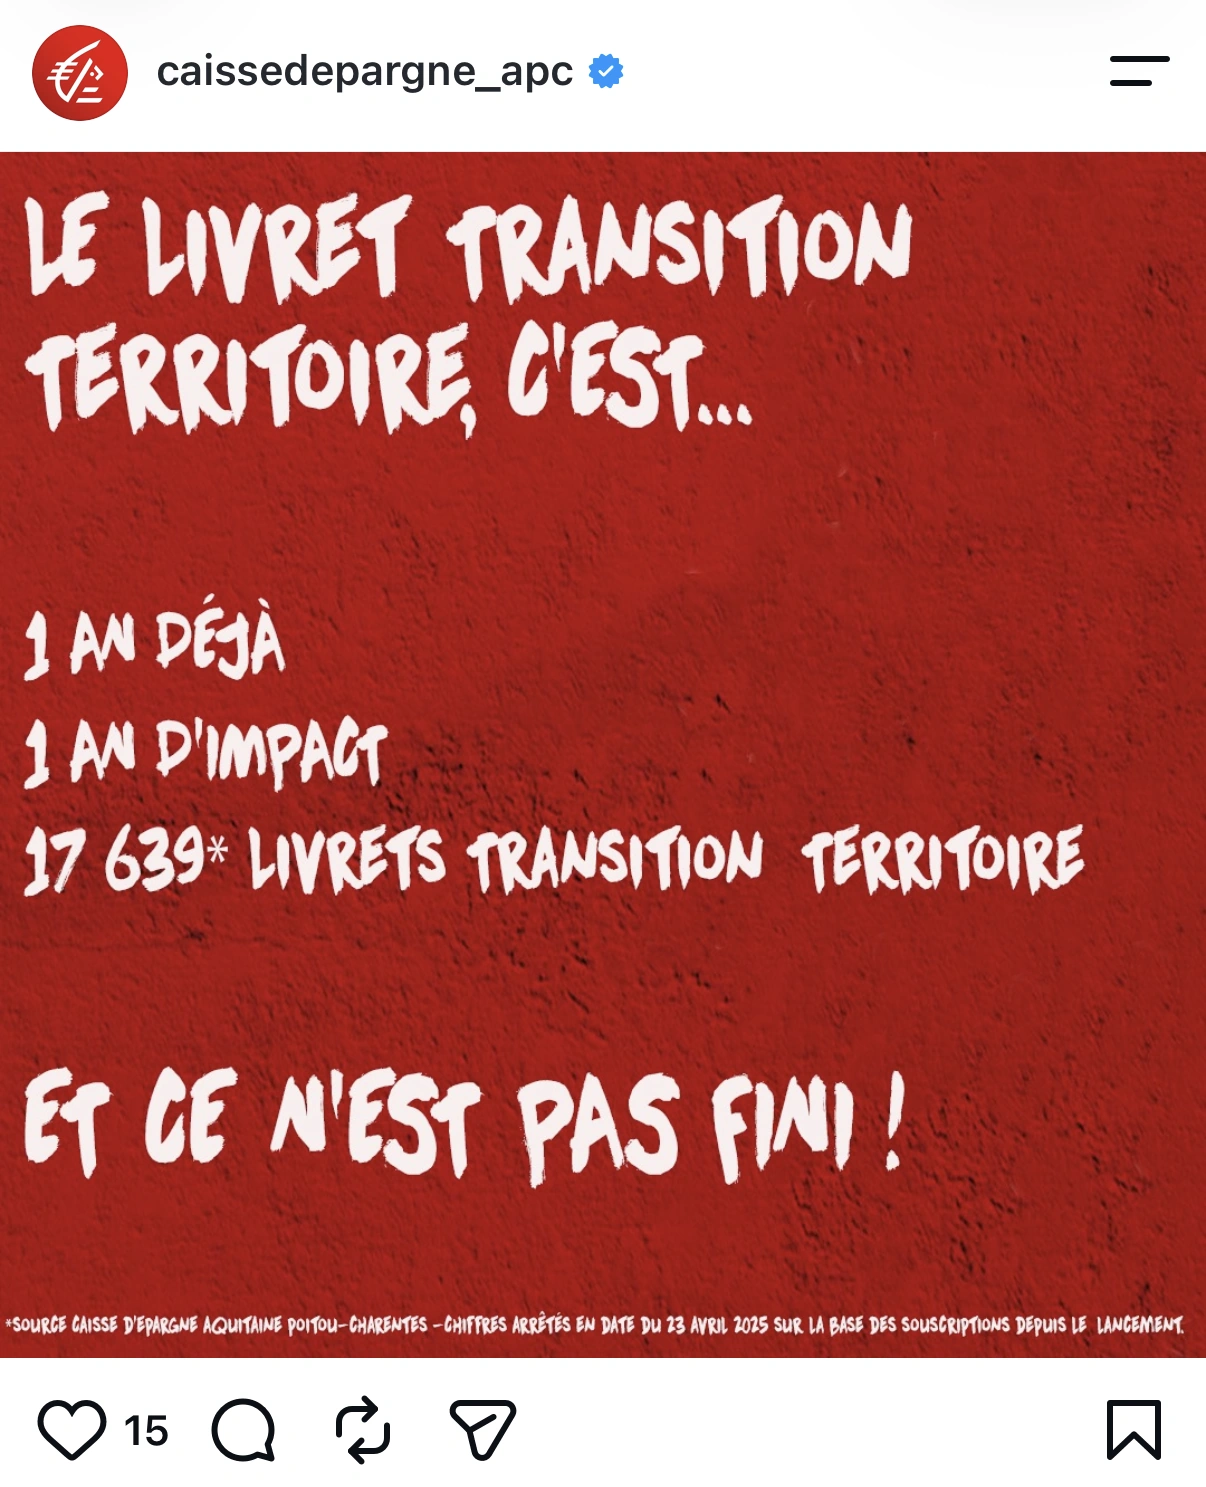 caissedepargne_apc
LE LIVRET TRANSITION
TERRITOIRE, C'EST...
1 AN DÉJÀ
1 AN D'IMPACT
17 639* LIVRETS TRANSITION TERRITOIRE
ET CE N'EST PAS FINI !
*SOURCE CAISSE D'EPARGNE AQUITAINE POITOU-CHARENTES -CHIFFRES ARRÊTÉS EN DATE DU 23 AVRIL 2025 SUR LA BASE DES SOUSCRIPTIONS DEPUIS LE LANCEMENT.
15